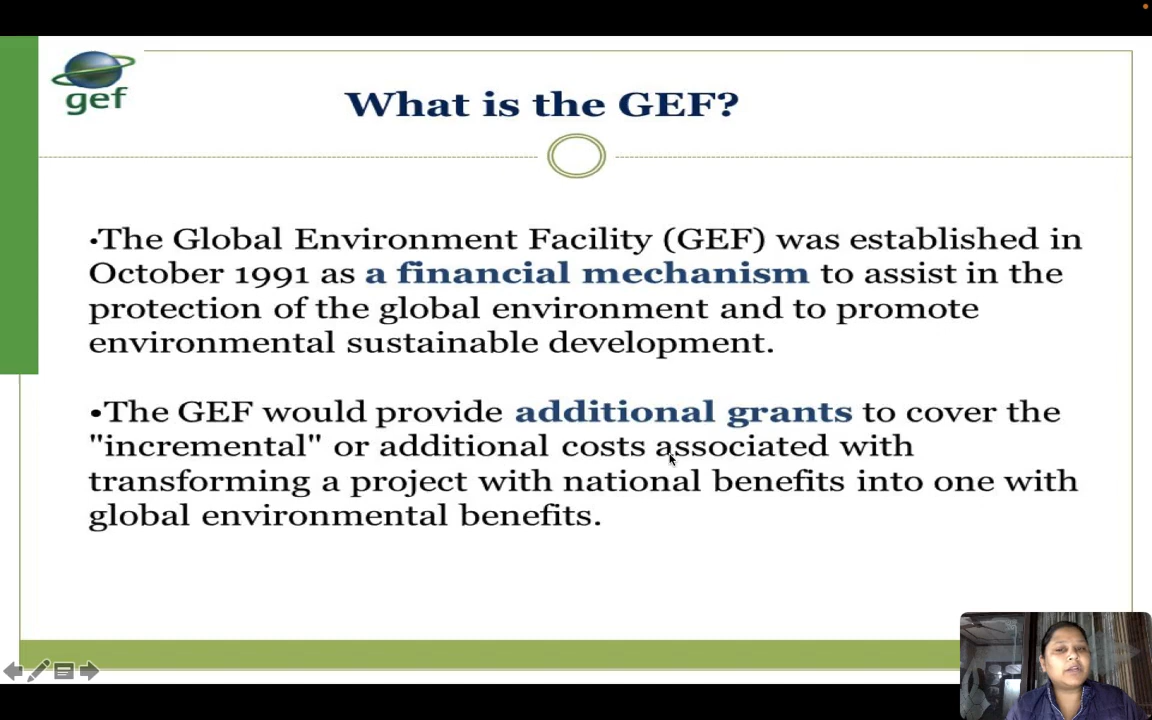 gef
What is the GEF?
•The Global Environment Facility (GEF) was established in
October 1991 as a financial mechanism to assist in the
protection of the global environment and to promote
environmental sustainable development.
•The GEF would provide additional grants to cover the
"incremental" or additional costs associated with
transforming a project with national benefits into one with
global environmental benefits.